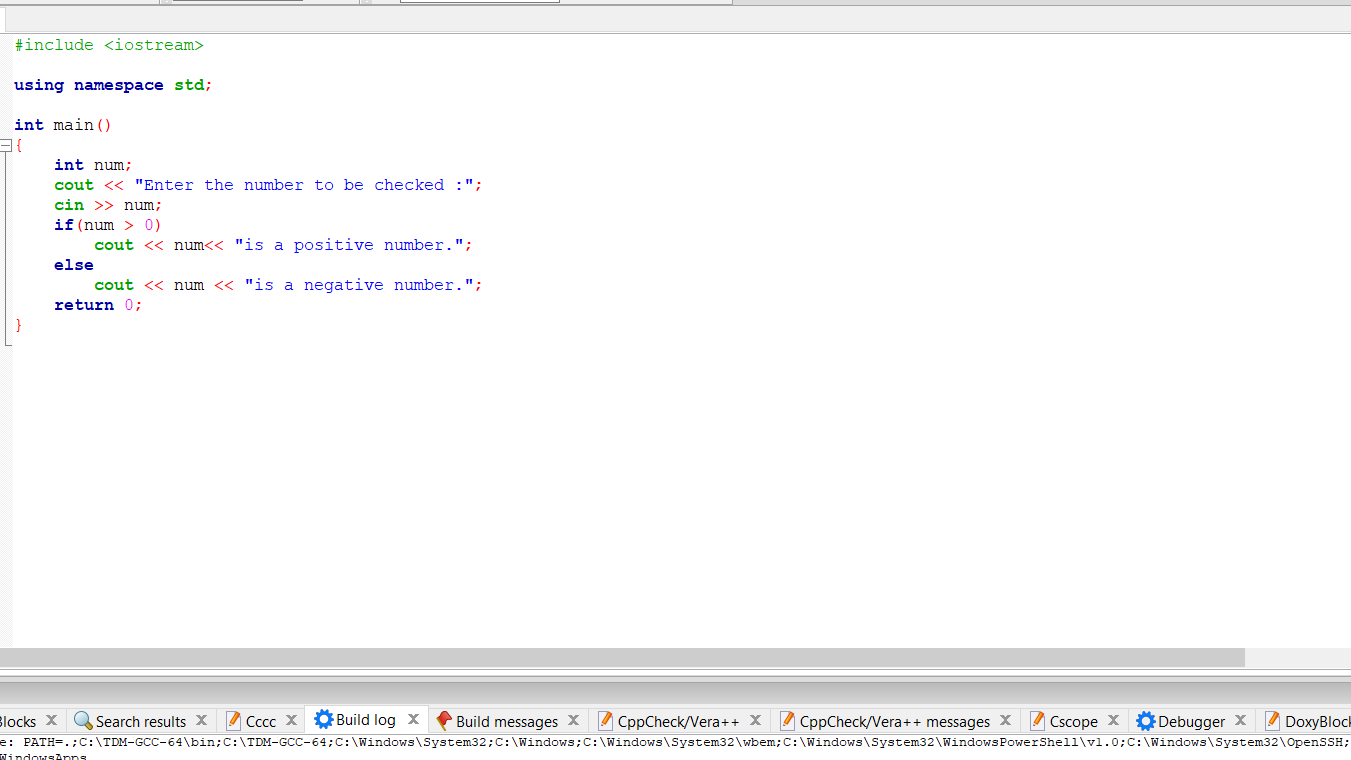 #include <iostream>
using namespace std;
int main()
{
    int num;
    cout << "Enter the number to be checked :";
    cin >> num;
    if(num > 0)
        cout << num<< "is a positive number.";
    else
        cout << num << "is a negative number.";
    return 0;
}
Search results Cccc Build log Build messages CppCheck/Vera++ CppCheck/Vera++ messages Cscope Debugger
e: PATH=.;C:\TDM-GCC-64\bin;C:\TDM-GCC-64;C:\Windows\System32;C:\Windows;C:\Windows\System32\wbem;C:\Windows\System32\WindowsPowerShell\v1.0;C:\Windows\System32\OpenSSH;
WindowsApps